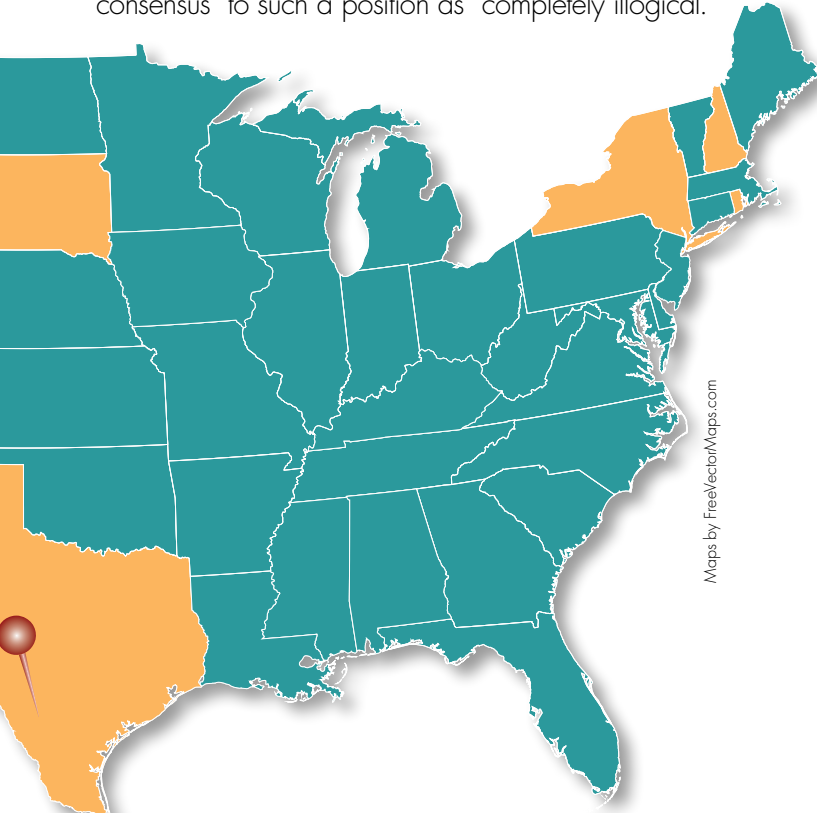 consensus” to such a position as “completely illogical.”
Maps by FreeVectorMaps.com